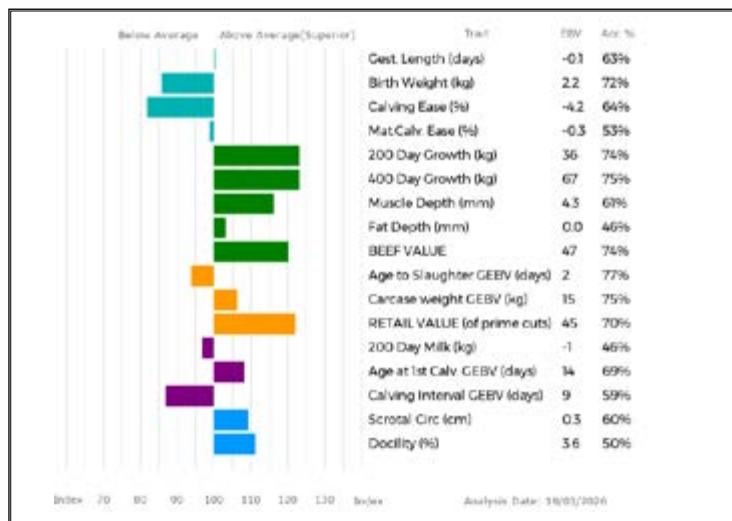 Below Average Above Average[Superior] Trait EBV Acc. %
Gest. Length (days) -0.1 63%
Birth Weight (kg) 2.2 72%
Calving Ease (%) -4.2 64%
Mat.Calv. Ease (%) -0.3 53%
200 Day Growth (kg) 36 74%
400 Day Growth (kg) 67 75%
Muscle Depth (mm) 4.3 61%
Fat Depth (mm) 0.0 46%
BEEF VALUE 47 74%
Age to Slaughter GEBV (days) 2 77%
Carcase weight GEBV (kg) 15 75%
RETAIL VALUE (of prime cuts) 45 70%
200 Day Milk (kg) -1 46%
Age at 1st Calv. GEBV (days) 14 69%
Calving Interval GEBV (days) 9 59%
Scrotal Circ (cm) 0.3 60%
Docility (%) 3.6 50%
Index 70 80 90 100 110 120 130 Index Analysis Date: